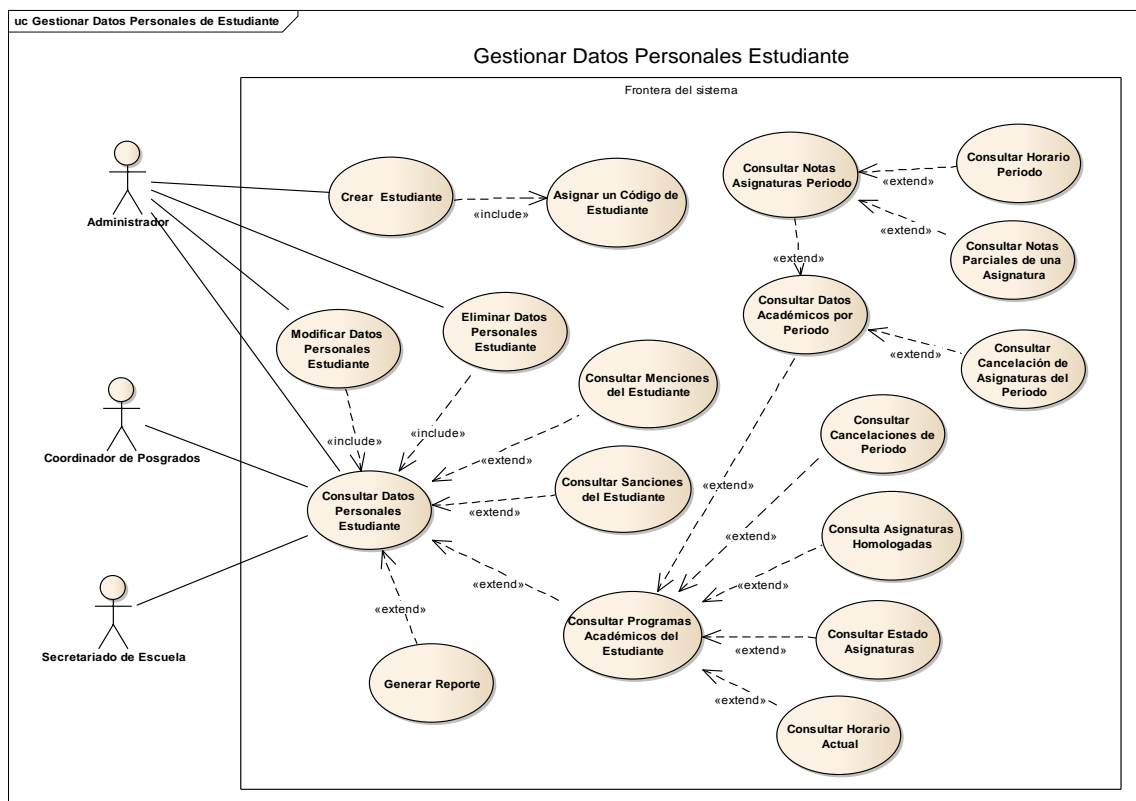 uc Gestionar Datos Personales de Estudiante
Gestionar Datos Personales Estudiante
Frontera del sistema
Administrador
Coordinador de Posgrados
Secretariado de Escuela
Crear Estudiante
«include»
Asignar un Código de
Estudiante
Consultar Notas
Asignaturas Periodo
«extend»
Consultar Horario
Periodo
«extend»
Consultar Notas
Parciales de una
Asignatura
«extend»
Consultar Datos
Académicos por
Periodo
«extend»
Consultar
Cancelación de
Asignaturas del
Periodo
Modificar Datos
Personales
Estudiante
Eliminar Datos
Personales
Estudiante
«include»
«include»
Consultar Menciones
del Estudiante
«extend»
Consultar Sanciones
del Estudiante
«extend»
Consultar Datos
Personales
Estudiante
«extend»
«extend»
Generar Reporte
«extend»
Consultar
Cancelaciones de
Periodo
«extend»
Consulta Asignaturas
Homologadas
«extend»
Consultar Programas
Académicos del
Estudiante
«extend»
Consultar Estado
Asignaturas
«extend»
Consultar Horario
Actual